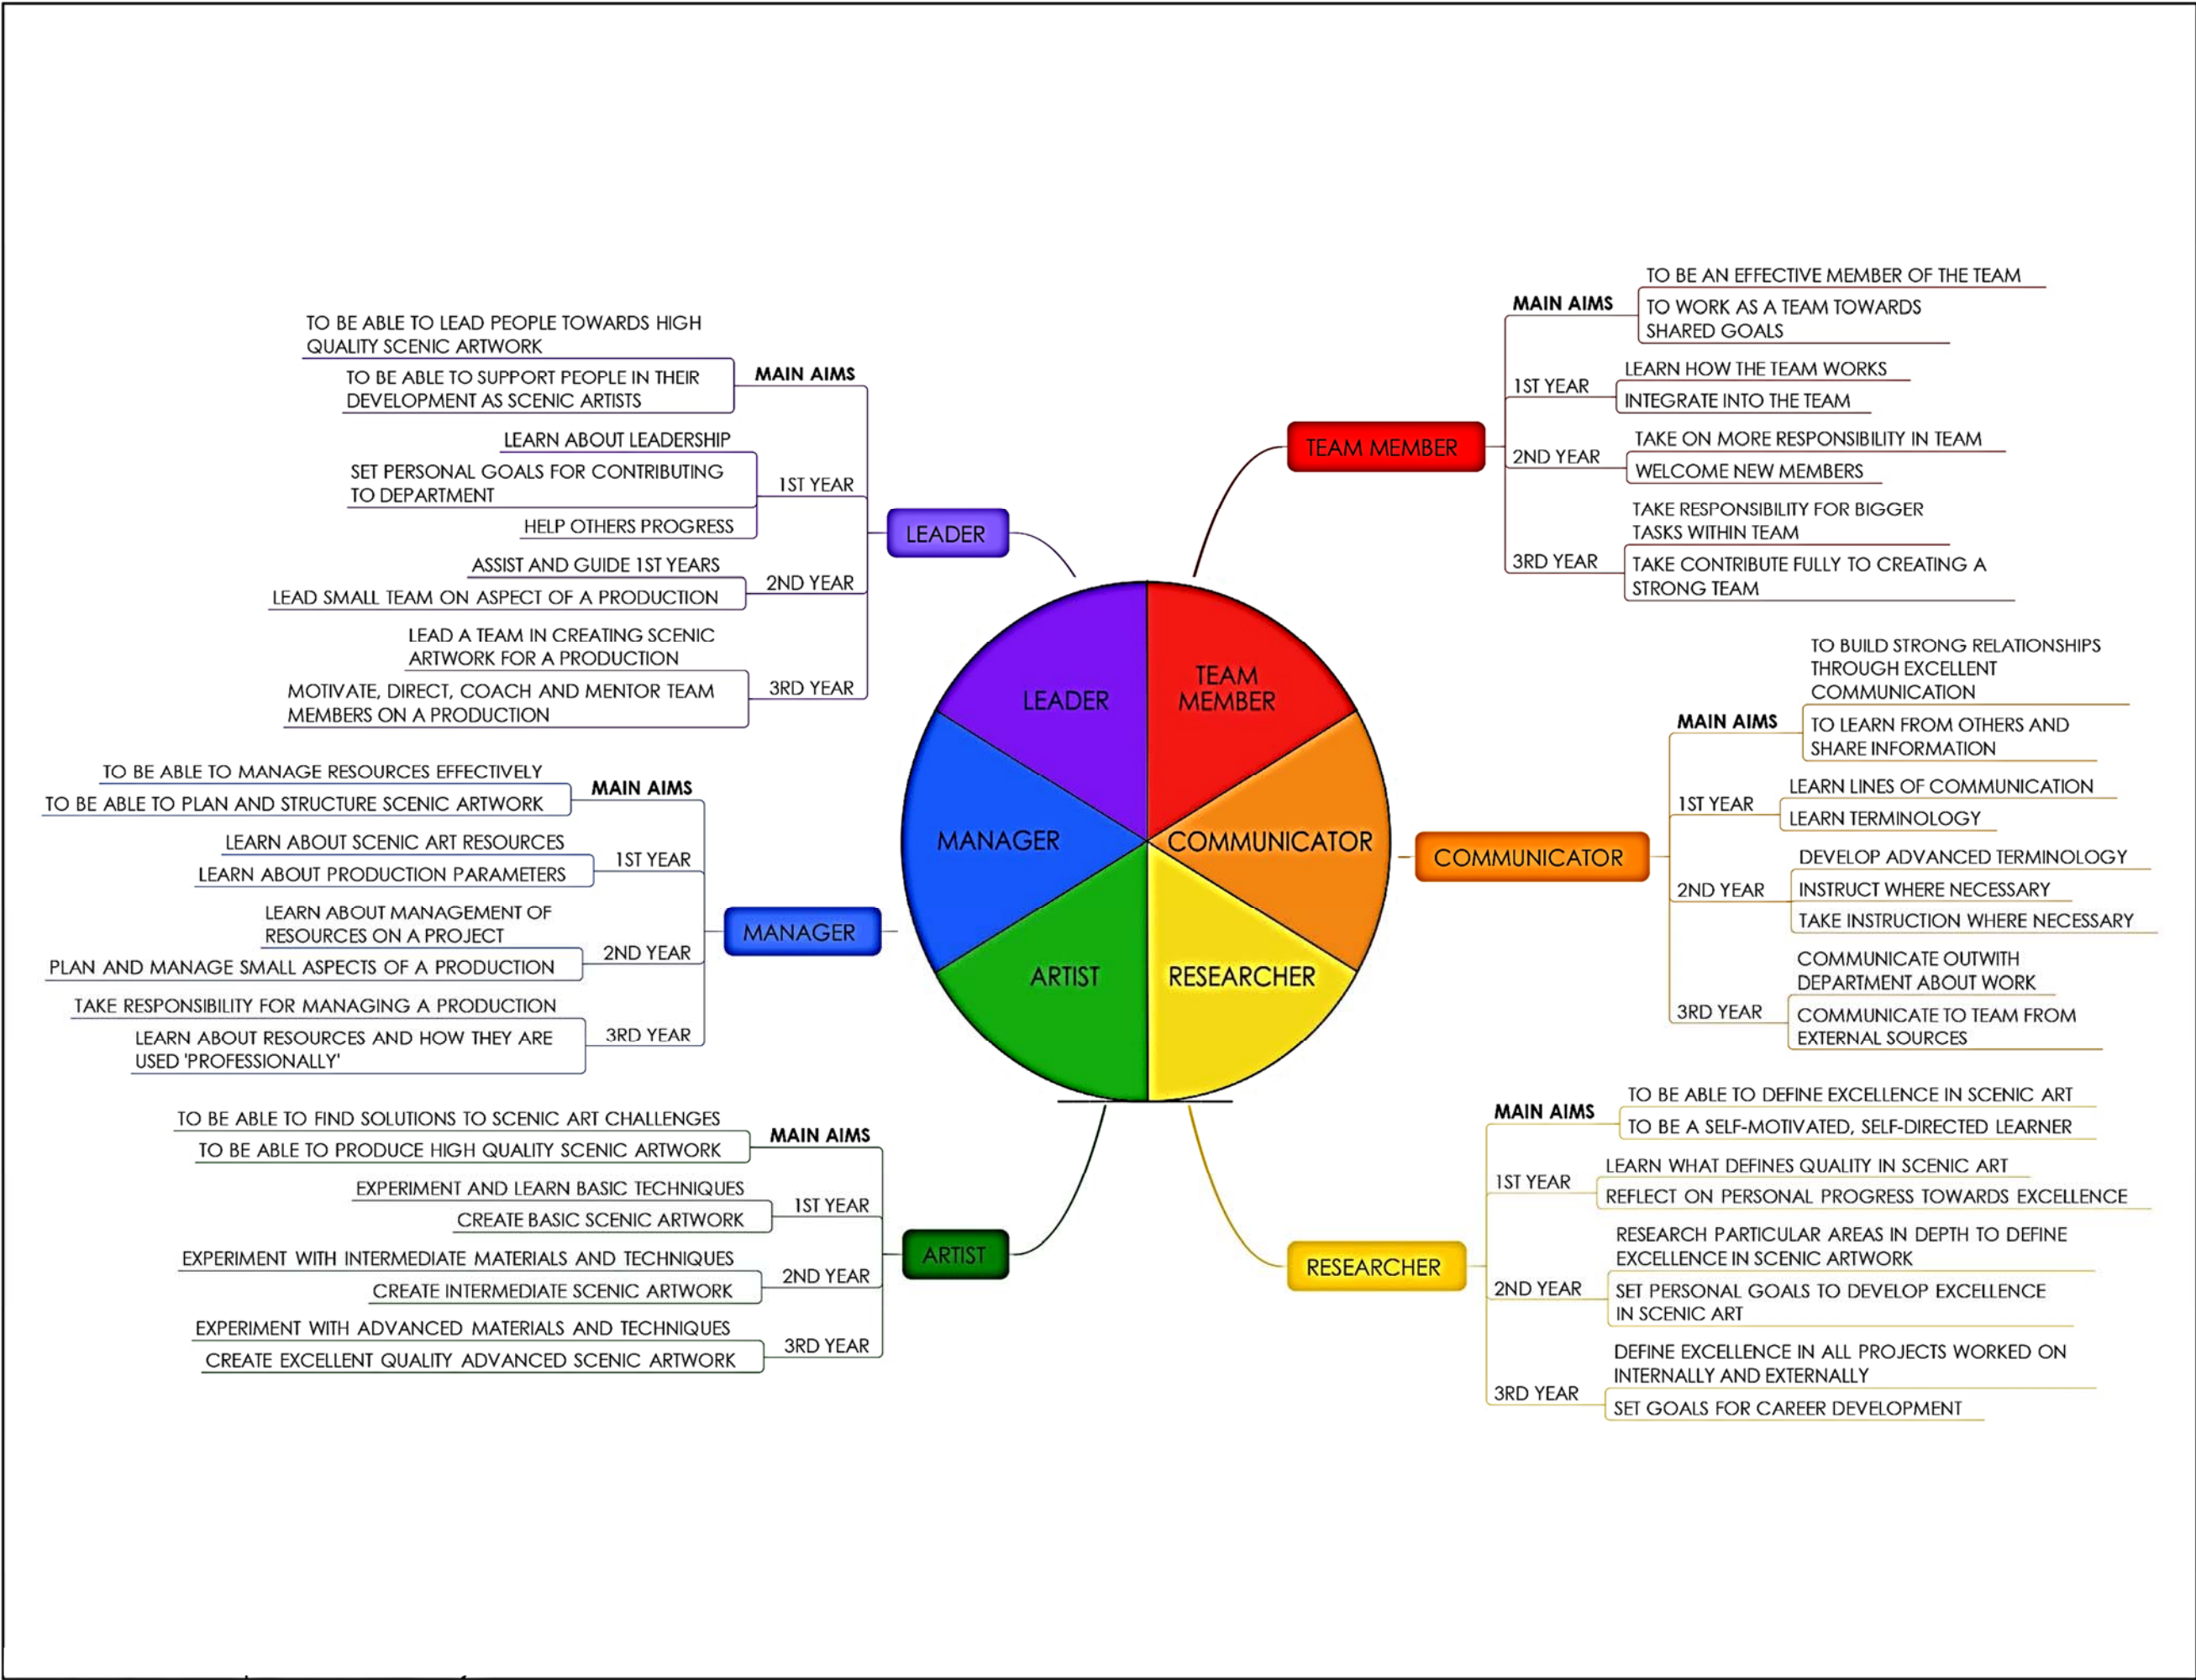 TO BE ABLE TO LEAD PEOPLE TOWARDS HIGH
QUALITY SCENIC ARTWORK
TO BE ABLE TO SUPPORT PEOPLE IN THEIR
DEVELOPMENT AS SCENIC ARTISTS
MAIN AIMS
LEARN ABOUT LEADERSHIP
SET PERSONAL GOALS FOR CONTRIBUTING
TO DEPARTMENT
HELP OTHERS PROGRESS
1ST YEAR
ASSIST AND GUIDE 1ST YEARS
LEAD SMALL TEAM ON ASPECT OF A PRODUCTION
2ND YEAR
LEAD A TEAM IN CREATING SCENIC
ARTWORK FOR A PRODUCTION
MOTIVATE, DIRECT, COACH AND MENTOR TEAM
MEMBERS ON A PRODUCTION
3RD YEAR
LEADER
TO BE ABLE TO MANAGE RESOURCES EFFECTIVELY
TO BE ABLE TO PLAN AND STRUCTURE SCENIC ARTWORK
MAIN AIMS
LEARN ABOUT SCENIC ART RESOURCES
LEARN ABOUT PRODUCTION PARAMETERS
1ST YEAR
LEARN ABOUT MANAGEMENT OF
RESOURCES ON A PROJECT
PLAN AND MANAGE SMALL ASPECTS OF A PRODUCTION
2ND YEAR
TAKE RESPONSIBILITY FOR MANAGING A PRODUCTION
LEARN ABOUT RESOURCES AND HOW THEY ARE
USED 'PROFESSIONALLY'
3RD YEAR
MANAGER
TO BE ABLE TO FIND SOLUTIONS TO SCENIC ART CHALLENGES
TO BE ABLE TO PRODUCE HIGH QUALITY SCENIC ARTWORK
MAIN AIMS
EXPERIMENT AND LEARN BASIC TECHNIQUES
CREATE BASIC SCENIC ARTWORK
1ST YEAR
EXPERIMENT WITH INTERMEDIATE MATERIALS AND TECHNIQUES
CREATE INTERMEDIATE SCENIC ARTWORK
2ND YEAR
EXPERIMENT WITH ADVANCED MATERIALS AND TECHNIQUES
CREATE EXCELLENT QUALITY ADVANCED SCENIC ARTWORK
3RD YEAR
ARTIST
LEADER
TEAM
MEMBER
MANAGER
COMMUNICATOR
ARTIST
RESEARCHER
TEAM MEMBER
MAIN AIMS
TO BE AN EFFECTIVE MEMBER OF THE TEAM
TO WORK AS A TEAM TOWARDS
SHARED GOALS
1ST YEAR
LEARN HOW THE TEAM WORKS
INTEGRATE INTO THE TEAM
2ND YEAR
TAKE ON MORE RESPONSIBILITY IN TEAM
WELCOME NEW MEMBERS
3RD YEAR
TAKE RESPONSIBILITY FOR BIGGER
TASKS WITHIN TEAM
TAKE CONTRIBUTE FULLY TO CREATING A
STRONG TEAM
COMMUNICATOR
MAIN AIMS
TO BUILD STRONG RELATIONSHIPS
THROUGH EXCELLENT
COMMUNICATION
TO LEARN FROM OTHERS AND
SHARE INFORMATION
1ST YEAR
LEARN LINES OF COMMUNICATION
LEARN TERMINOLOGY
2ND YEAR
DEVELOP ADVANCED TERMINOLOGY
INSTRUCT WHERE NECESSARY
TAKE INSTRUCTION WHERE NECESSARY
3RD YEAR
COMMUNICATE OUTWITH
DEPARTMENT ABOUT WORK
COMMUNICATE TO TEAM FROM
EXTERNAL SOURCES
RESEARCHER
MAIN AIMS
TO BE ABLE TO DEFINE EXCELLENCE IN SCENIC ART
TO BE A SELF-MOTIVATED, SELF-DIRECTED LEARNER
1ST YEAR
LEARN WHAT DEFINES QUALITY IN SCENIC ART
REFLECT ON PERSONAL PROGRESS TOWARDS EXCELLENCE
2ND YEAR
RESEARCH PARTICULAR AREAS IN DEPTH TO DEFINE
EXCELLENCE IN SCENIC ARTWORK
SET PERSONAL GOALS TO DEVELOP EXCELLENCE
IN SCENIC ART
3RD YEAR
DEFINE EXCELLENCE IN ALL PROJECTS WORKED ON
INTERNALLY AND EXTERNALLY
SET GOALS FOR CAREER DEVELOPMENT